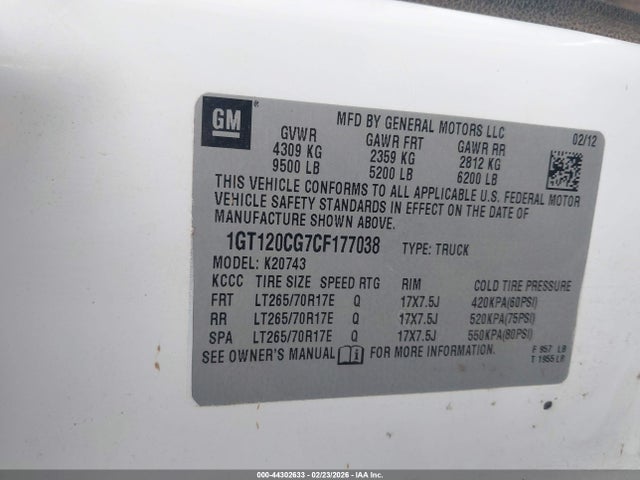 GM ®
MFD BY GENERAL MOTORS LLC
02/12
GVWR GAWR FRT GAWR RR
4309 KG 2359 KG 2812 KG
9500 LB 5200 LB 6200 LB
THIS VEHICLE CONFORMS TO ALL APPLICABLE U.S. FEDERAL MOTOR
VEHICLE SAFETY STANDARDS IN EFFECT ON THE DATE OF
MANUFACTURE SHOWN ABOVE.
1GT120CG7CF177038 TYPE: TRUCK
MODEL: K20743
KCCC TIRE SIZE SPEED RTG RIM COLD TIRE PRESSURE
FRT LT265/70R17E Q 17X7.5J 420KPA(60PSI)
RR LT265/70R17E Q 17X7.5J 520KPA(75PSI)
SPA LT265/70R17E Q 17X7.5J 550KPA(80PSI)
SEE OWNER'S MANUAL FOR MORE INFORMATION.
F 957 LB
T 1955 LB
000-44302633 - 02/23/2026 - IAA Inc.